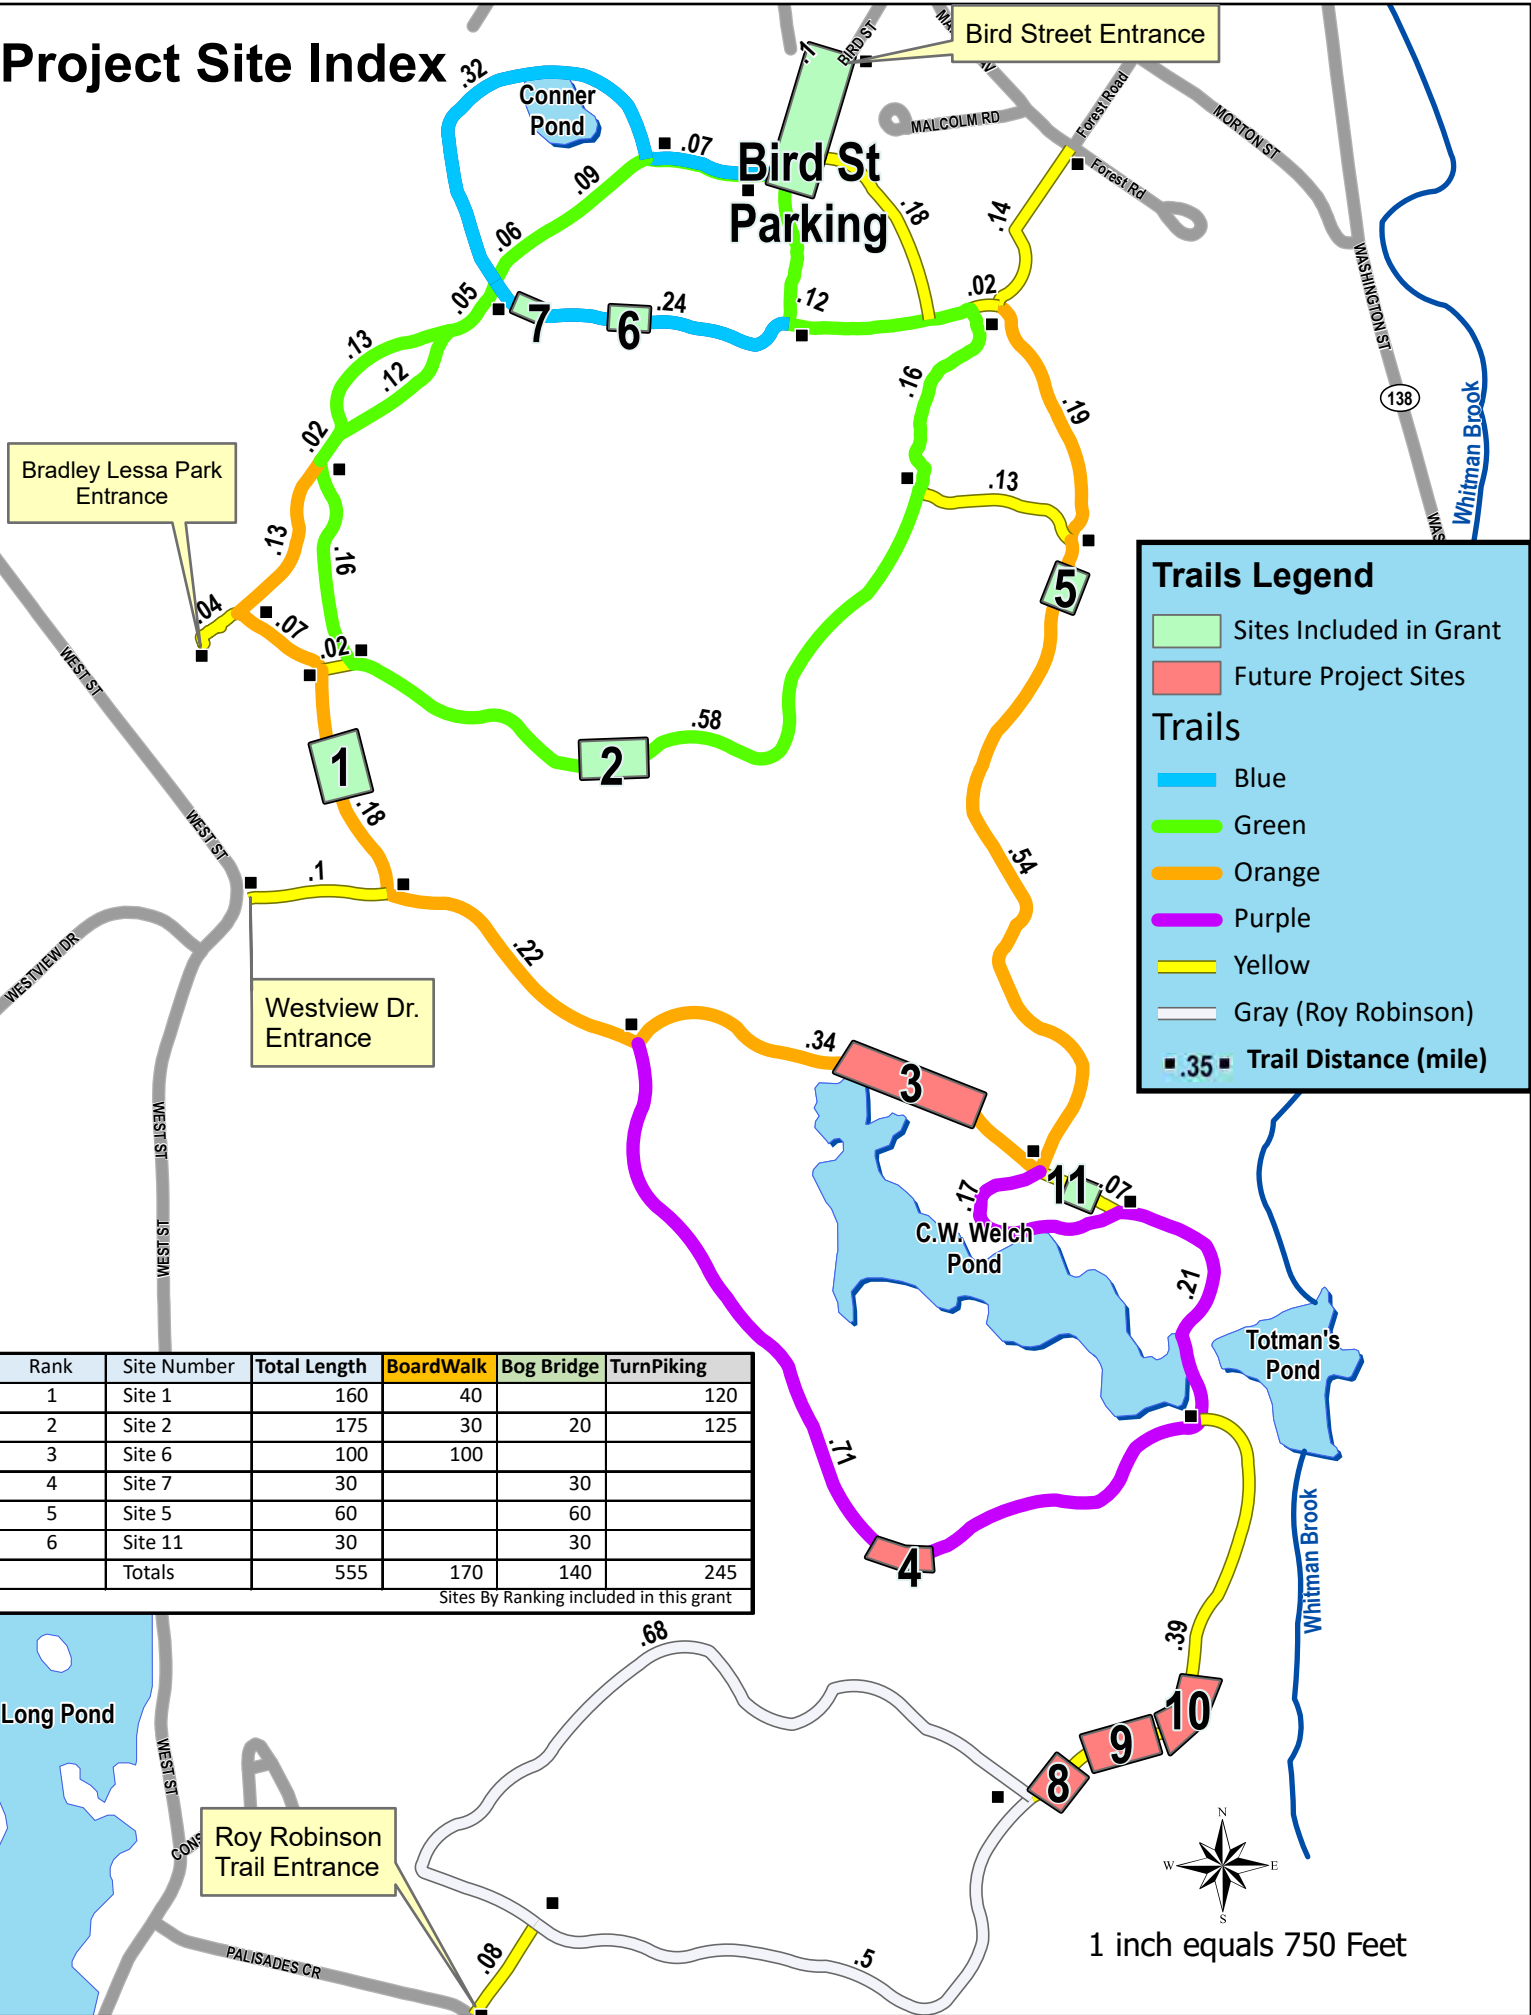 Project Site Index
Bird Street Entrance
.1
BIRD ST
.32
Conner
Pond
.07
Bird St
Parking
MALCOLM RD
Forest Road
Forest Rd
MORTON ST
WASHINGTON ST
138
Whitman Brook
.09
.06
.05
.18
.14
.02
.12
.24
7
6
.13
.12
.02
.16
.19
.13
Bradley Lessa Park
Entrance
.13
.16
.04
.07
.02
5
WEST ST
1
.18
2
.58
WEST ST
.1
.54
WESTVIEW DR
.22
Westview Dr.
Entrance
Trails Legend
Sites Included in Grant
Future Project Sites
Trails
Blue
Green
Orange
Purple
Yellow
Gray (Roy Robinson)
.35 Trail Distance (mile)
.34
3
WEST ST
WEST ST
11
.07
.17
C.W. Welch
Pond
.21
Totman's
Pond
Rank Site Number Total Length BoardWalk Bog Bridge TurnPiking
1 Site 1 160 40 120
2 Site 2 175 30 20 125
3 Site 6 100 100
4 Site 7 30 30
5 Site 5 60 60
6 Site 11 30 30
Totals 555 170 140 245
Sites By Ranking included in this grant
.71
4
Whitman Brook
.39
.68
10
9
8
Long Pond
WEST ST
Roy Robinson
Trail Entrance
PALISADES CR
.08
.5
N
W E
S
1 inch equals 750 Feet